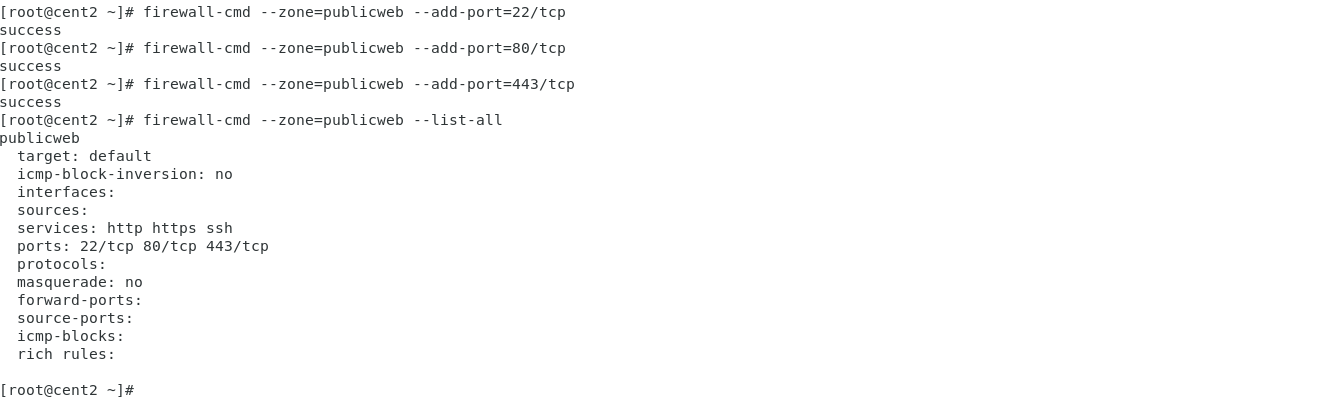 [root@cent2 ~]# firewall-cmd --zone=publicweb --add-port=22/tcp
success
[root@cent2 ~]# firewall-cmd --zone=publicweb --add-port=80/tcp
success
[root@cent2 ~]# firewall-cmd --zone=publicweb --add-port=443/tcp
success
[root@cent2 ~]# firewall-cmd --zone=publicweb --list-all
publicweb
  target: default
  icmp-block-inversion: no
  interfaces:
  sources:
  services: http https ssh
  ports: 22/tcp 80/tcp 443/tcp
  protocols:
  masquerade: no
  forward-ports:
  source-ports:
  icmp-blocks:
  rich rules:

[root@cent2 ~]#